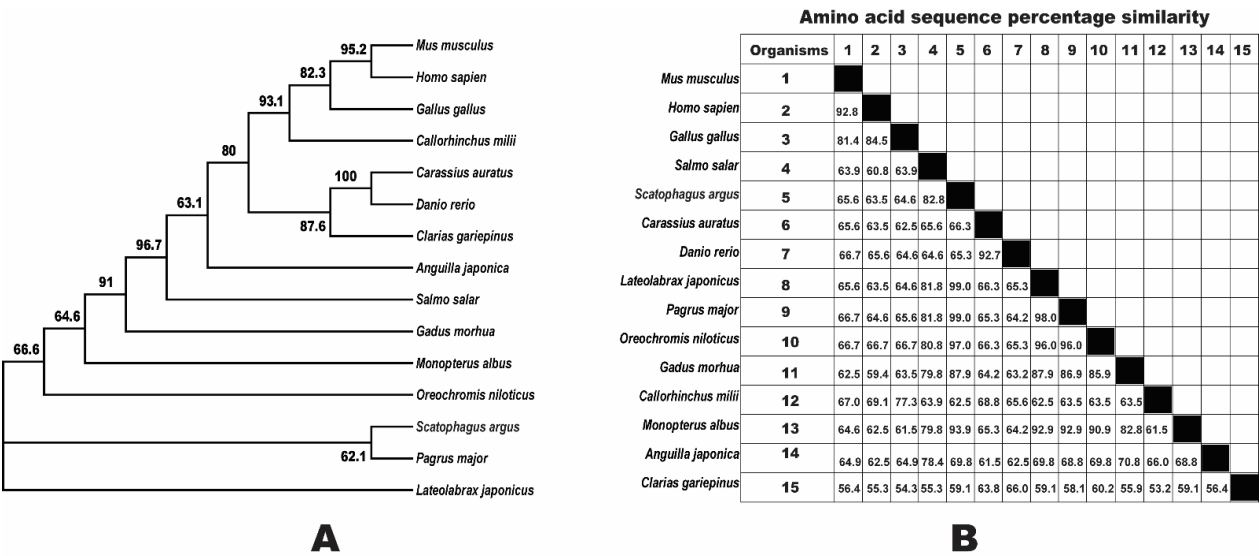 95.2
Mus musculus
Homo sapien
82.3
Gallus gallus
93.1
Callorhinchus milii
80
100
Carassius auratus
Danio rerio
87.6
Clarias gariepinus
63.1
Anguilla japonica
96.7
Salmo salar
91
Gadus morhua
64.6
Monopterus albus
66.6
Oreochromis niloticus
Scatophagus argus
62.1
Pagrus major
Lateolabrax japonicus
A
Amino acid sequence percentage similarity
Organisms 1 2 3 4 5 6 7 8 9 10 11 12 13 14 15
Mus musculus 1
Homo sapien 2 92.8
Gallus gallus 3 81.4 84.5
Salmo salar 4 63.9 60.8 63.9
Scatophagus argus 5 65.6 63.5 64.6 82.8
Carassius auratus 6 65.6 63.5 62.5 65.6 66.3
Danio rerio 7 66.7 65.6 64.6 64.6 65.3 92.7
Lateolabrax japonicus 8 65.6 63.5 64.6 81.8 99.0 66.3 65.3
Pagrus major 9 66.7 64.6 65.6 81.8 99.0 65.3 64.2 98.0
Oreochromis niloticus 10 66.7 66.7 66.7 80.8 97.0 66.3 65.3 96.0 96.0
Gadus morhua 11 62.5 59.4 63.5 79.8 87.9 64.2 63.2 87.9 86.9 85.9
Callorhinchus milii 12 67.0 69.1 77.3 63.9 62.5 68.8 65.6 62.5 63.5 63.5 63.5
Monopterus albus 13 64.6 62.5 61.5 79.8 93.9 65.3 64.2 92.9 92.9 90.9 82.8 61.5
Anguilla japonica 14 64.9 62.5 64.9 78.4 69.8 61.5 62.5 69.8 68.8 69.8 70.8 66.0 68.8
Clarias gariepinus 15 56.4 55.3 54.3 55.3 59.1 63.8 66.0 59.1 58.1 60.2 55.9 53.2 59.1 56.4
B